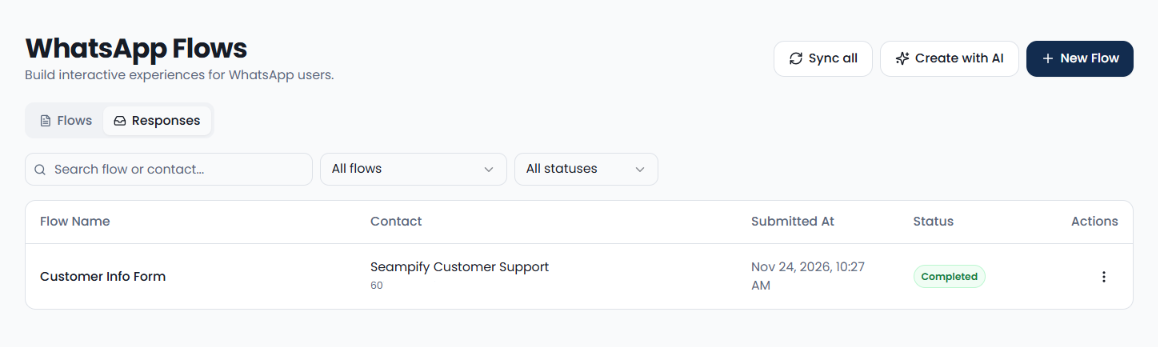 WhatsApp Flows
Build interactive experiences for WhatsApp users.
Sync all
Create with AI
New Flow
Flows
Responses
Search flow or contact...
All flows
All statuses
Flow Name
Contact
Submitted At
Status
Actions
Customer Info Form
Seampify Customer Support
60
Nov 24, 2026, 10:27
AM
Completed